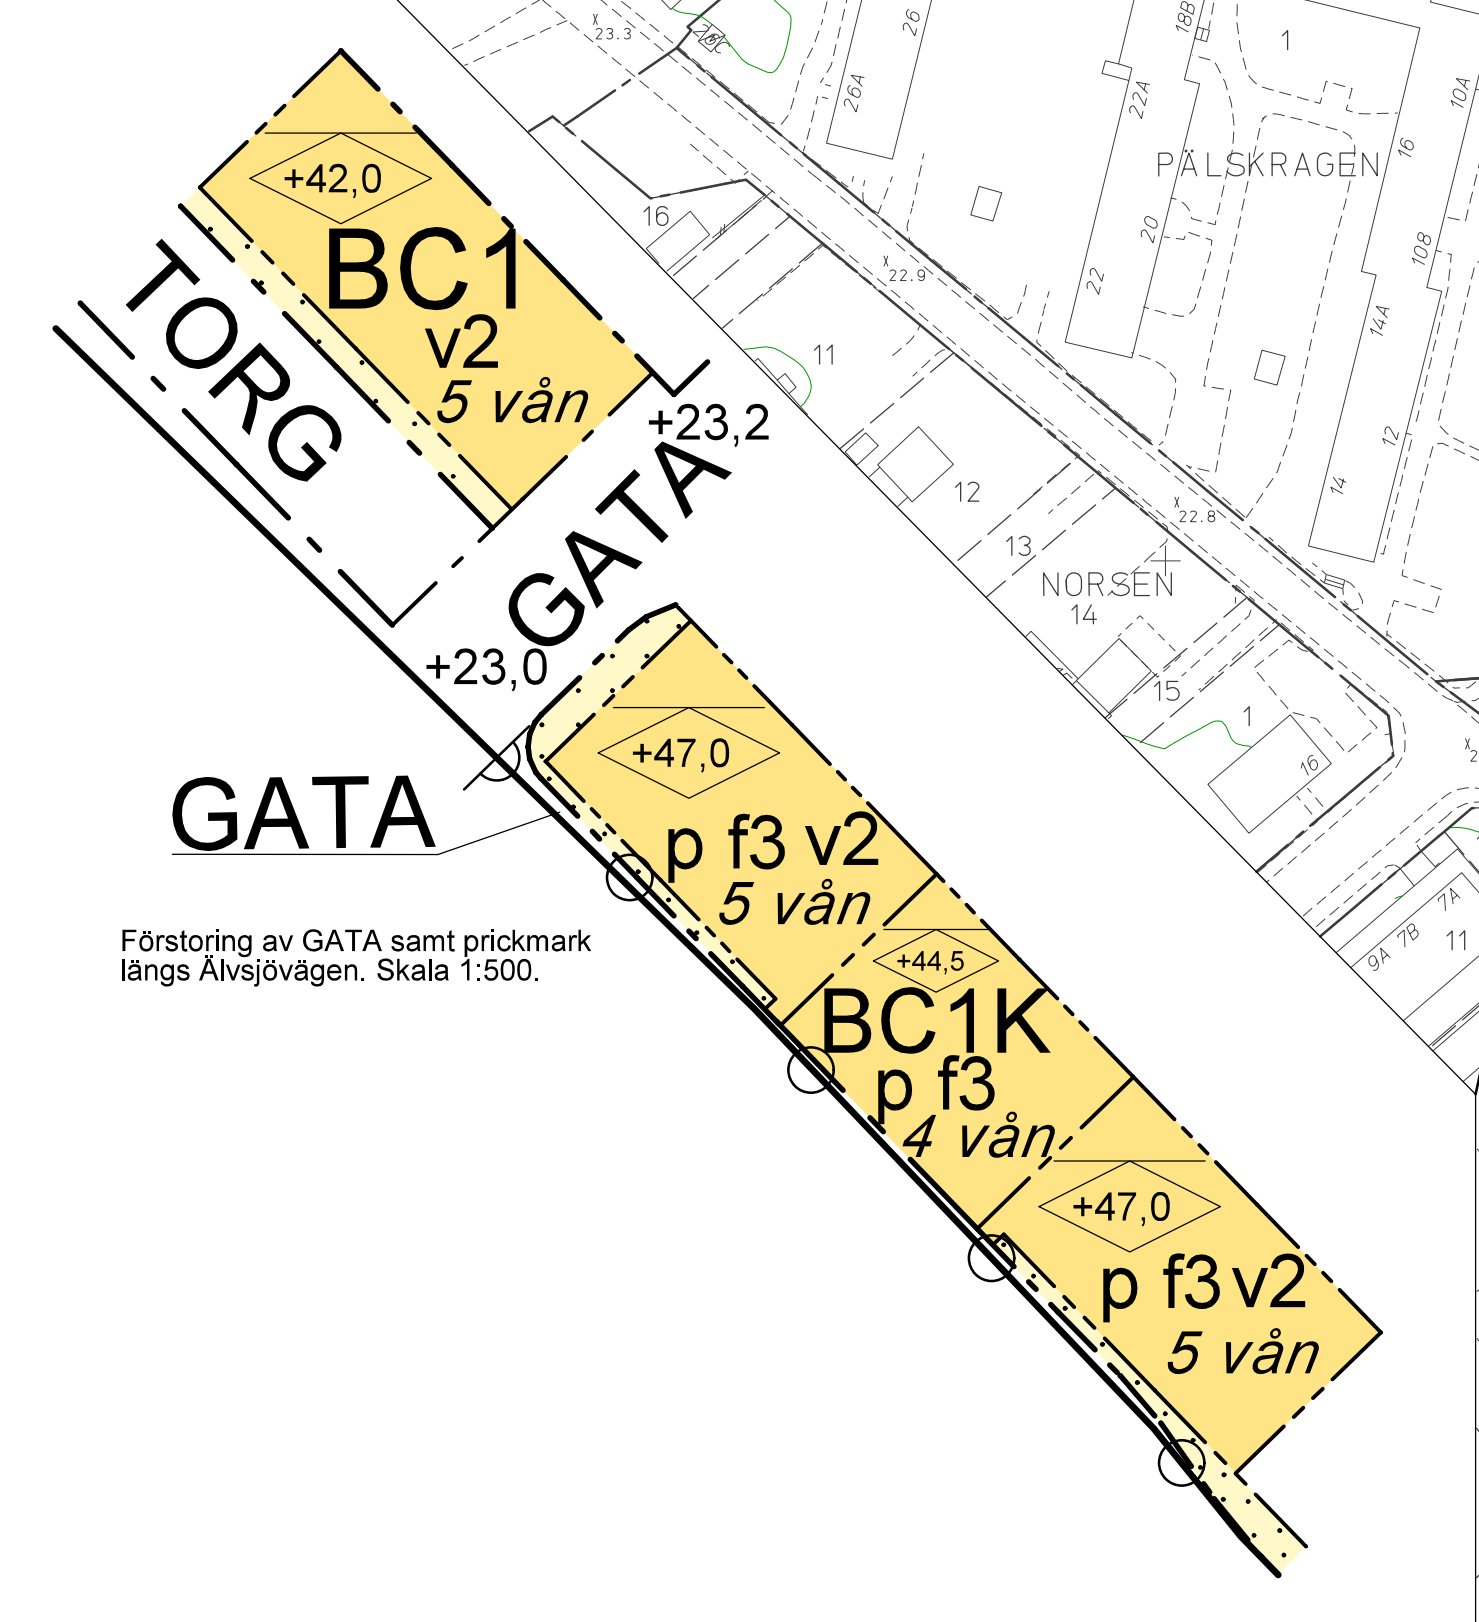 23.3
26C
26
26A
18B
1
22A
10A
16
PÄLSKRAGEN
+42,0
16
20
10B
BC1
22.9
22
TORG
v2
14A
11
5 vån
+23,2
12
GATA
12
14
22.8
13
NORSEN
14
+23,0
15
1
+47,0
16
GATA
p f3 v2
5 vån
7A
7B
9A
11
Förstoring av GATA samt prickmark
längs Älvsjövägen. Skala 1:500.
+44,5
BC1K
p f3
4 vån
+47,0
p f3 v2
5 vån